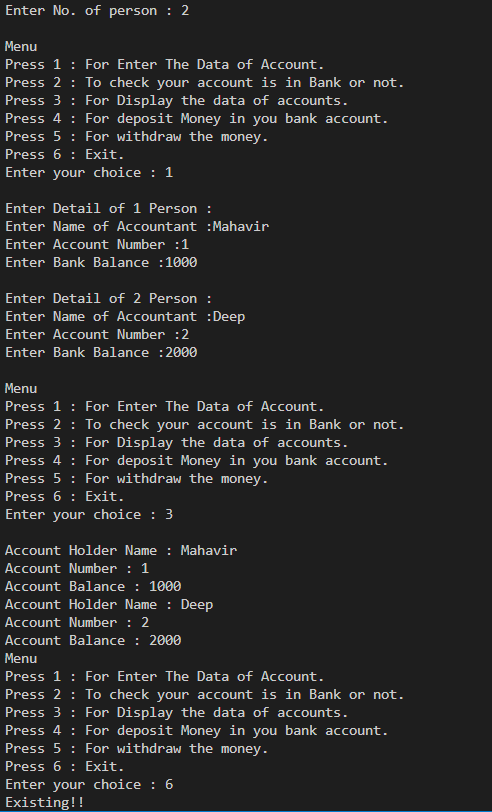 Enter No. of person : 2
Menu
Press 1 : For Enter The Data of Account.
Press 2 : To check your account is in Bank or not.
Press 3 : For Display the data of accounts.
Press 4 : For deposit Money in you bank account.
Press 5 : For withdraw the money.
Press 6 : Exit.
Enter your choice : 1
Enter Detail of 1 Person :
Enter Name of Accountant :Mahavir
Enter Account Number :1
Enter Bank Balance :1000
Enter Detail of 2 Person :
Enter Name of Accountant :Deep
Enter Account Number :2
Enter Bank Balance :2000
Menu
Press 1 : For Enter The Data of Account.
Press 2 : To check your account is in Bank or not.
Press 3 : For Display the data of accounts.
Press 4 : For deposit Money in you bank account.
Press 5 : For withdraw the money.
Press 6 : Exit.
Enter your choice : 3
Account Holder Name : Mahavir
Account Number : 1
Account Balance : 1000
Account Holder Name : Deep
Account Number : 2
Account Balance : 2000
Menu
Press 1 : For Enter The Data of Account.
Press 2 : To check your account is in Bank or not.
Press 3 : For Display the data of accounts.
Press 4 : For deposit Money in you bank account.
Press 5 : For withdraw the money.
Press 6 : Exit.
Enter your choice : 6
Existing!!